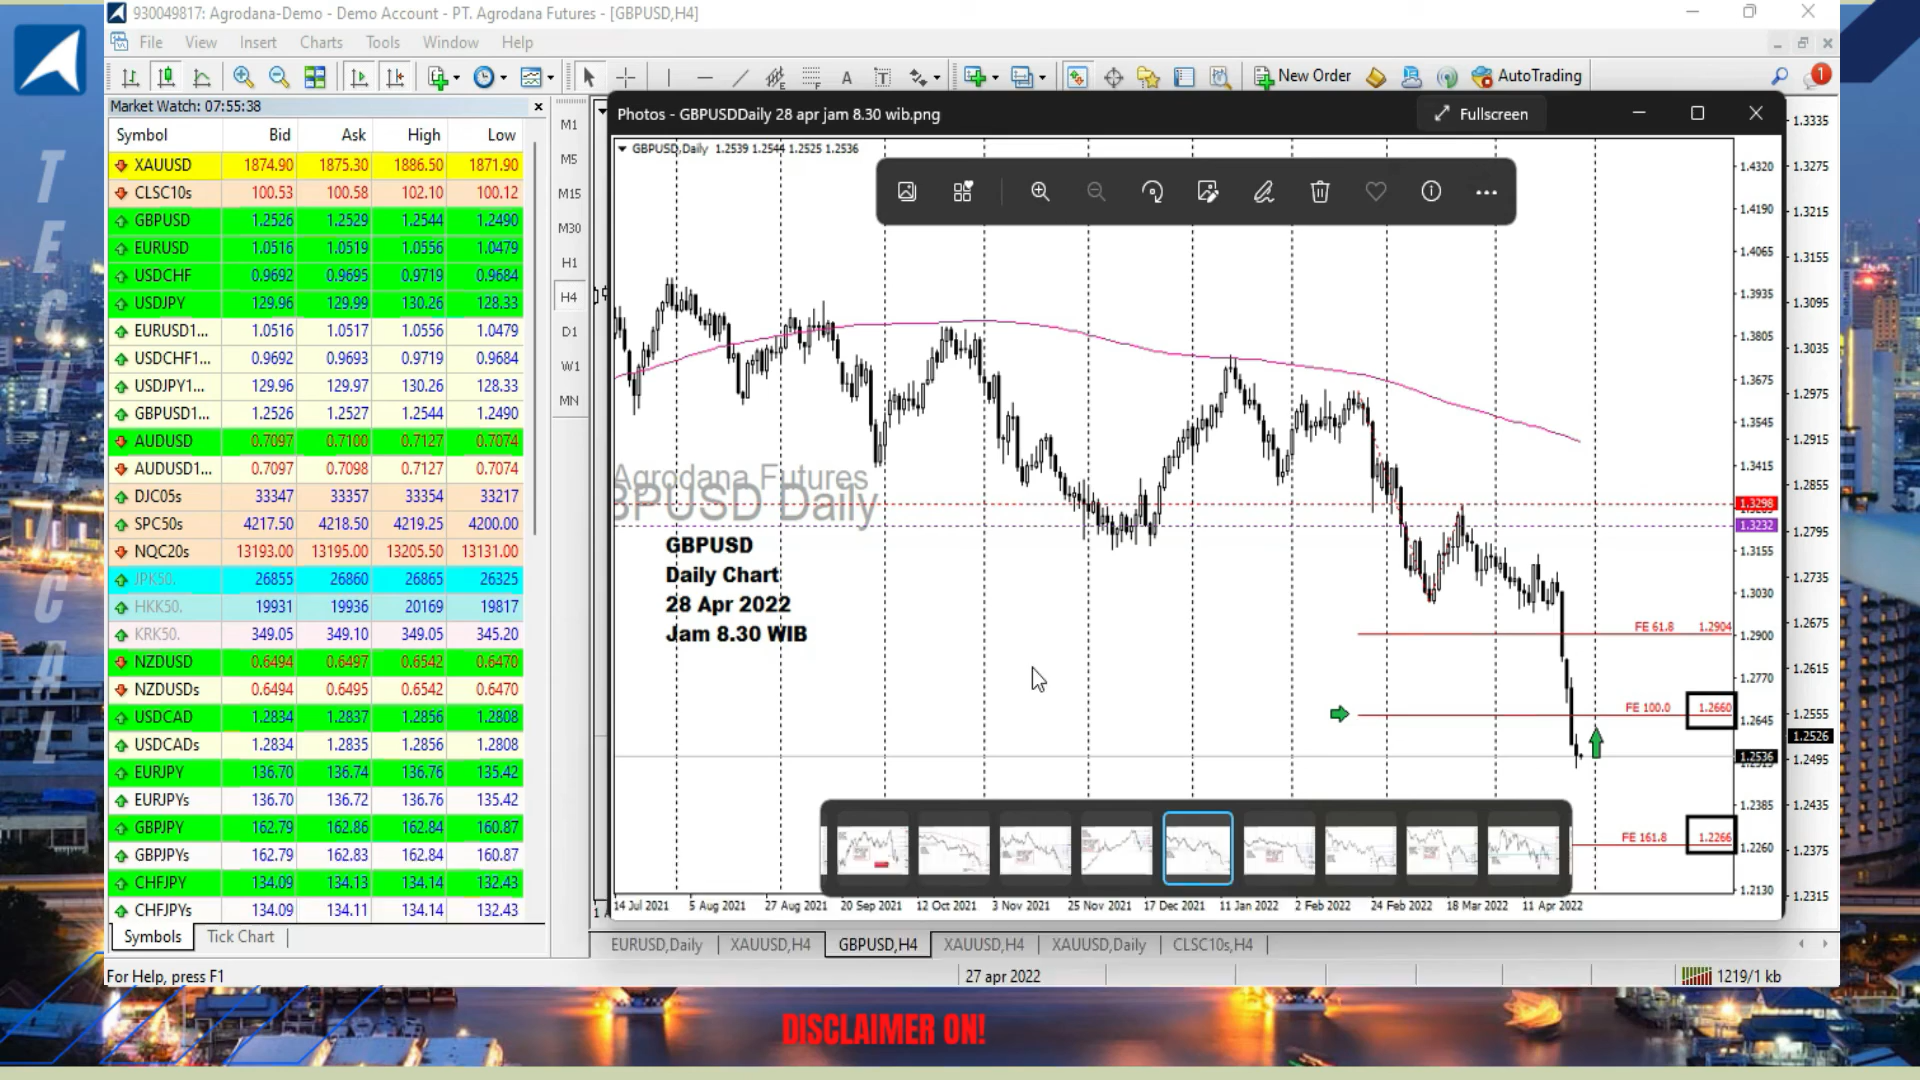 930049817: Agrodana-Demo - Demo Account - PT. Agrodana Futures - [GBPUSD,H4]
File View Insert Charts Tools Window Help
New Order AutoTrading 1
Market Watch: 07:55:38
Symbol Bid Ask High Low
XAUUSD 1874.90 1875.30 1886.50 1871.90
CLSC10s 100.53 100.58 102.10 100.12
GBPUSD 1.2526 1.2529 1.2544 1.2490
EURUSD 1.0516 1.0519 1.0556 1.0479
USDCHF 0.9692 0.9695 0.9719 0.9684
USDJPY 129.96 129.99 130.26 128.33
EURUSD1... 1.0516 1.0517 1.0556 1.0479
USDCHF1... 0.9692 0.9693 0.9719 0.9684
USDJPY1... 129.96 129.97 130.26 128.33
GBPUSD1... 1.2526 1.2527 1.2544 1.2490
AUDUSD 0.7097 0.7100 0.7127 0.7074
AUDUSD1... 0.7097 0.7098 0.7127 0.7074
DJC05s 33347 33357 33354 33217
SPC50s 4217.50 4218.50 4219.25 4200.00
NQC20s 13193.00 13195.00 13205.50 13131.00
JPK50. 26855 26860 26865 26325
HKK50. 19931 19936 20169 19817
KRK50. 349.05 349.10 349.05 345.20
NZDUSD 0.6494 0.6497 0.6542 0.6470
NZDUSDs 0.6494 0.6495 0.6542 0.6470
USDCAD 1.2834 1.2837 1.2856 1.2808
USDCADs 1.2834 1.2835 1.2856 1.2808
EURJPY 136.70 136.74 136.76 135.42
EURJPYs 136.70 136.72 136.76 135.42
GBPJPY 162.79 162.86 162.84 160.87
GBPJPYs 162.79 162.83 162.84 160.87
CHFJPY 134.09 134.13 134.14 132.43
CHFJPYs 134.09 134.11 134.14 132.43
Symbols Tick Chart
M1
M5
M15
M30
H1
H4
D1
W1
MN
Photos - GBPUSDDaily 28 apr jam 8.30 wib.png
Fullscreen
GBPUSD,Daily 1.2539 1.2544 1.2525 1.2536
Agrodana Futures
GBPUSD Daily
GBPUSD
Daily Chart
28 Apr 2022
Jam 8.30 WIB
FE 61.8 1.2904
FE 100.0 1.2660
FE 161.8 1.2266
1.4320
1.4190
1.4065
1.3935
1.3805
1.3675
1.3545
1.3415
1.3298
1.3232
1.3155
1.3030
1.2900
1.2770
1.2645
1.2536
1.2385
1.2260
1.2130
14 Jul 2021 5 Aug 2021 27 Aug 2021 20 Sep 2021 12 Oct 2021 3 Nov 2021 25 Nov 2021 17 Dec 2021 11 Jan 2022 2 Feb 2022 24 Feb 2022 18 Mar 2022 11 Apr 2022
1.3335
1.3275
1.3215
1.3155
1.3095
1.3035
1.2975
1.2915
1.2855
1.2795
1.2735
1.2675
1.2615
1.2555
1.2526
1.2495
1.2435
1.2375
1.2315
EURUSD,Daily XAUUSD,H4 GBPUSD,H4 XAUUSD,H4 XAUUSD,Daily CLSC10s,H4
For Help, press F1 27 apr 2022 1219/1 kb
TECHNICAL
DISCLAIMER ON!